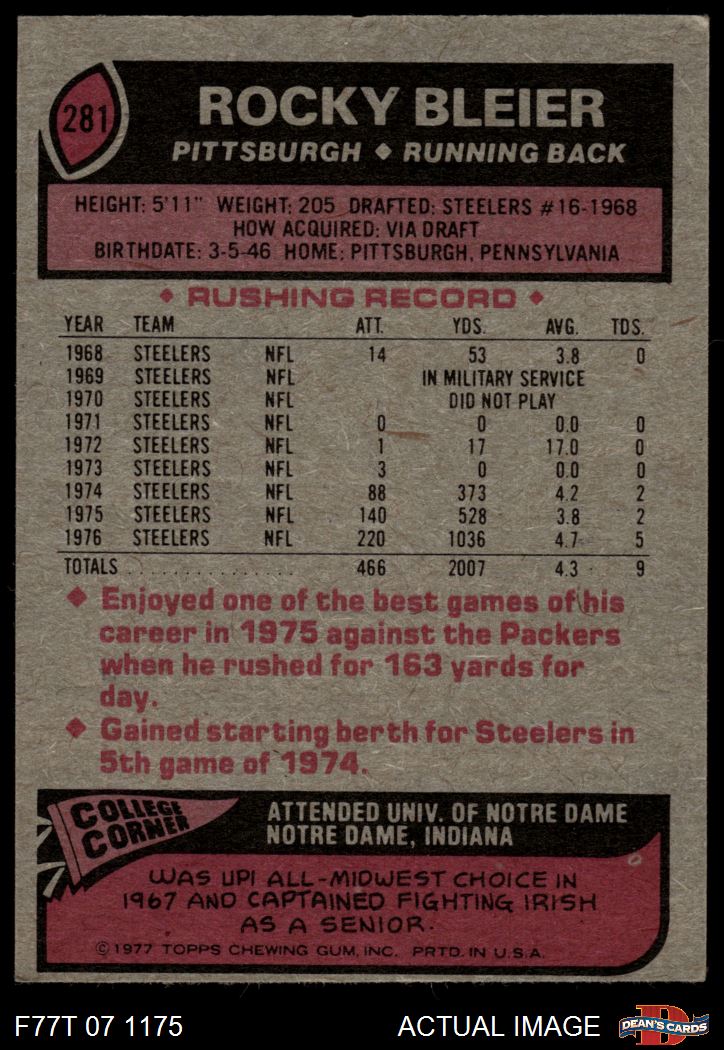 281
ROCKY BLEIER
PITTSBURGH ◆ RUNNING BACK
HEIGHT: 5'11" WEIGHT: 205 DRAFTED: STEELERS #16-1968
HOW ACQUIRED: VIA DRAFT
BIRTHDATE: 3-5-46 HOME: PITTSBURGH, PENNSYLVANIA
◆ RUSHING RECORD ◆
YEAR TEAM ATT. YDS. AVG. TDS.
1968 STEELERS NFL 14 53 3.8 0
1969 STEELERS NFL IN MILITARY SERVICE
1970 STEELERS NFL DID NOT PLAY
1971 STEELERS NFL 0 0 0.0 0
1972 STEELERS NFL 1 17 17.0 0
1973 STEELERS NFL 3 0 0.0 0
1974 STEELERS NFL 88 373 4.2 2
1975 STEELERS NFL 140 528 3.8 2
1976 STEELERS NFL 220 1036 4.7 5
TOTALS .................. 466 2007 4.3 9
◆ Enjoyed one of the best games of his
career in 1975 against the Packers
when he rushed for 163 yards for
day.
◆ Gained starting berth for Steelers in
5th game of 1974.
COLLEGE
CORNER
ATTENDED UNIV. OF NOTRE DAME
NOTRE DAME, INDIANA
WAS UPI ALL-MIDWEST CHOICE IN
1967 AND CAPTAINED FIGHTING IRISH
AS A SENIOR.
© 1977 TOPPS CHEWING GUM, INC. PRTD. IN U.S.A.
F77T 07 1175
ACTUAL IMAGE
D
DEAN'S CARDS